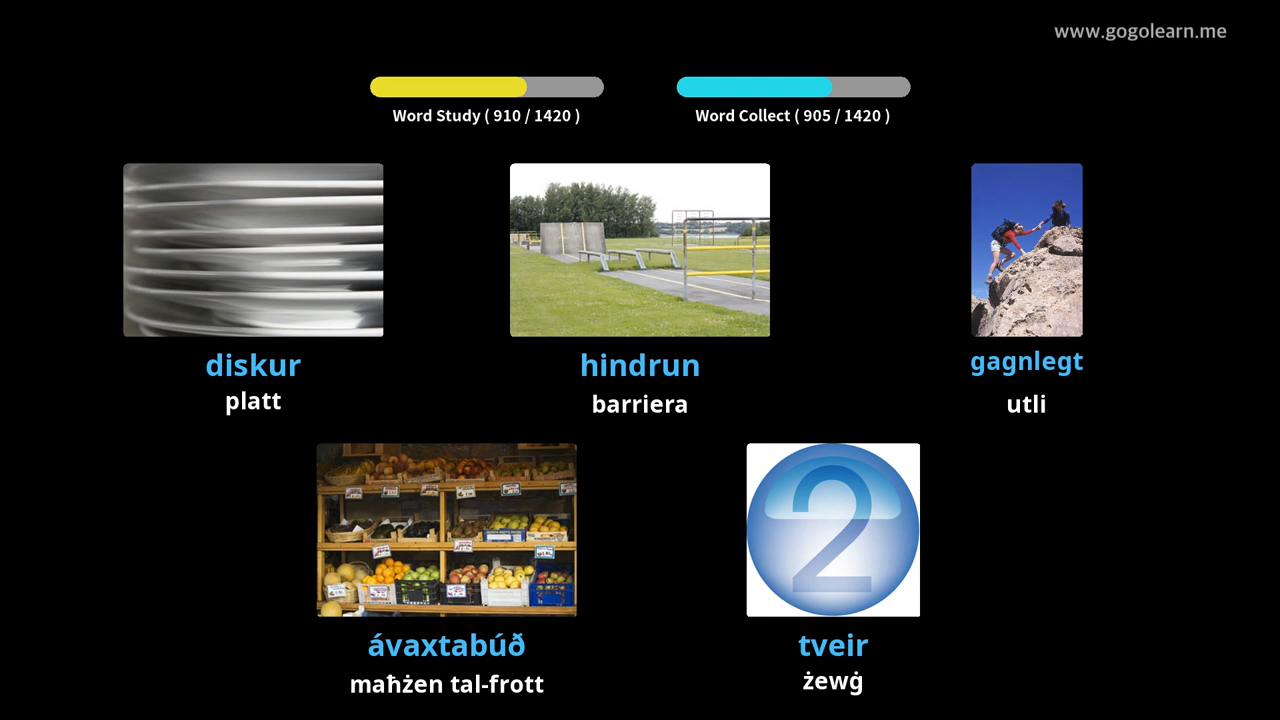 www.gogolearn.me
Word Study ( 910 / 1420 )
Word Collect ( 905 / 1420 )
diskur
platt
hindrun
barriera
gagnlegt
utli
ávaxtabúð
maħżen tal-frott
2
tveir
żewġ